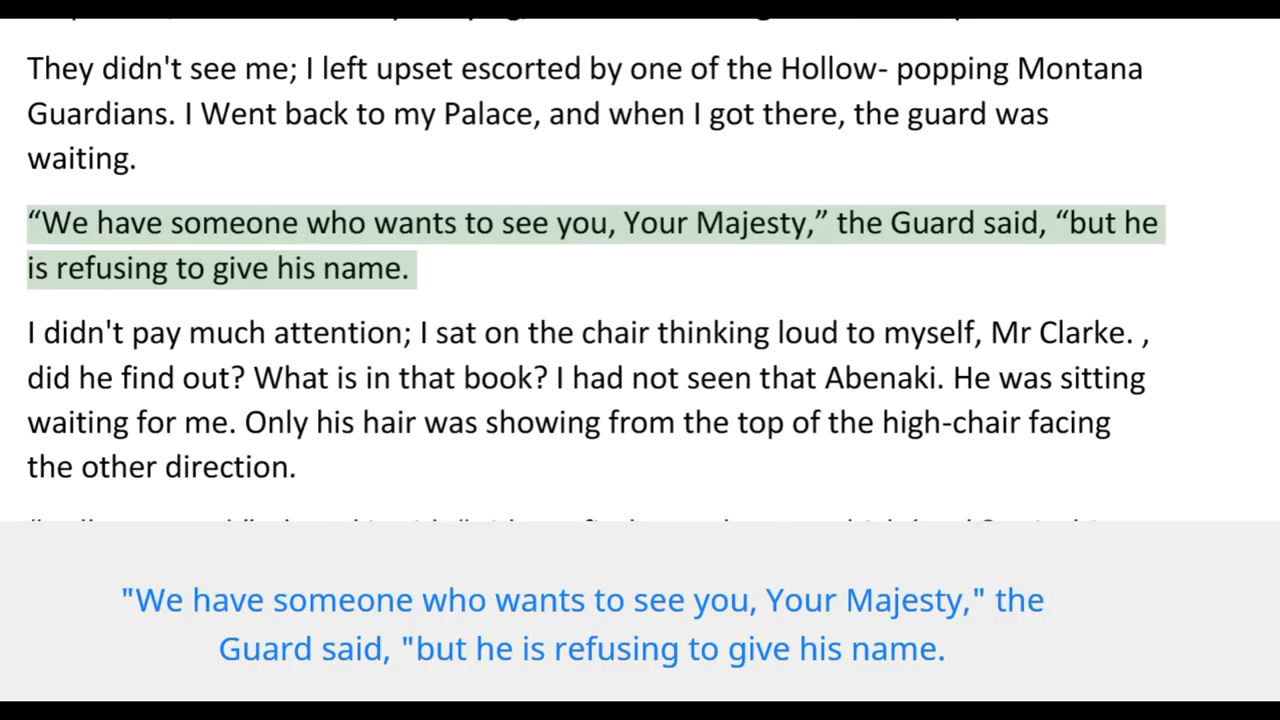 They didn't see me; I left upset escorted by one of the Hollow- popping Montana
Guardians. I Went back to my Palace, and when I got there, the guard was
waiting.
“We have someone who wants to see you, Your Majesty,” the Guard said, “but he
is refusing to give his name.
I didn't pay much attention; I sat on the chair thinking loud to myself, Mr Clarke. ,
did he find out? What is in that book? I had not seen that Abenaki. He was sitting
waiting for me. Only his hair was showing from the top of the high-chair facing
the other direction.
"We have someone who wants to see you, Your Majesty," the
Guard said, "but he is refusing to give his name.